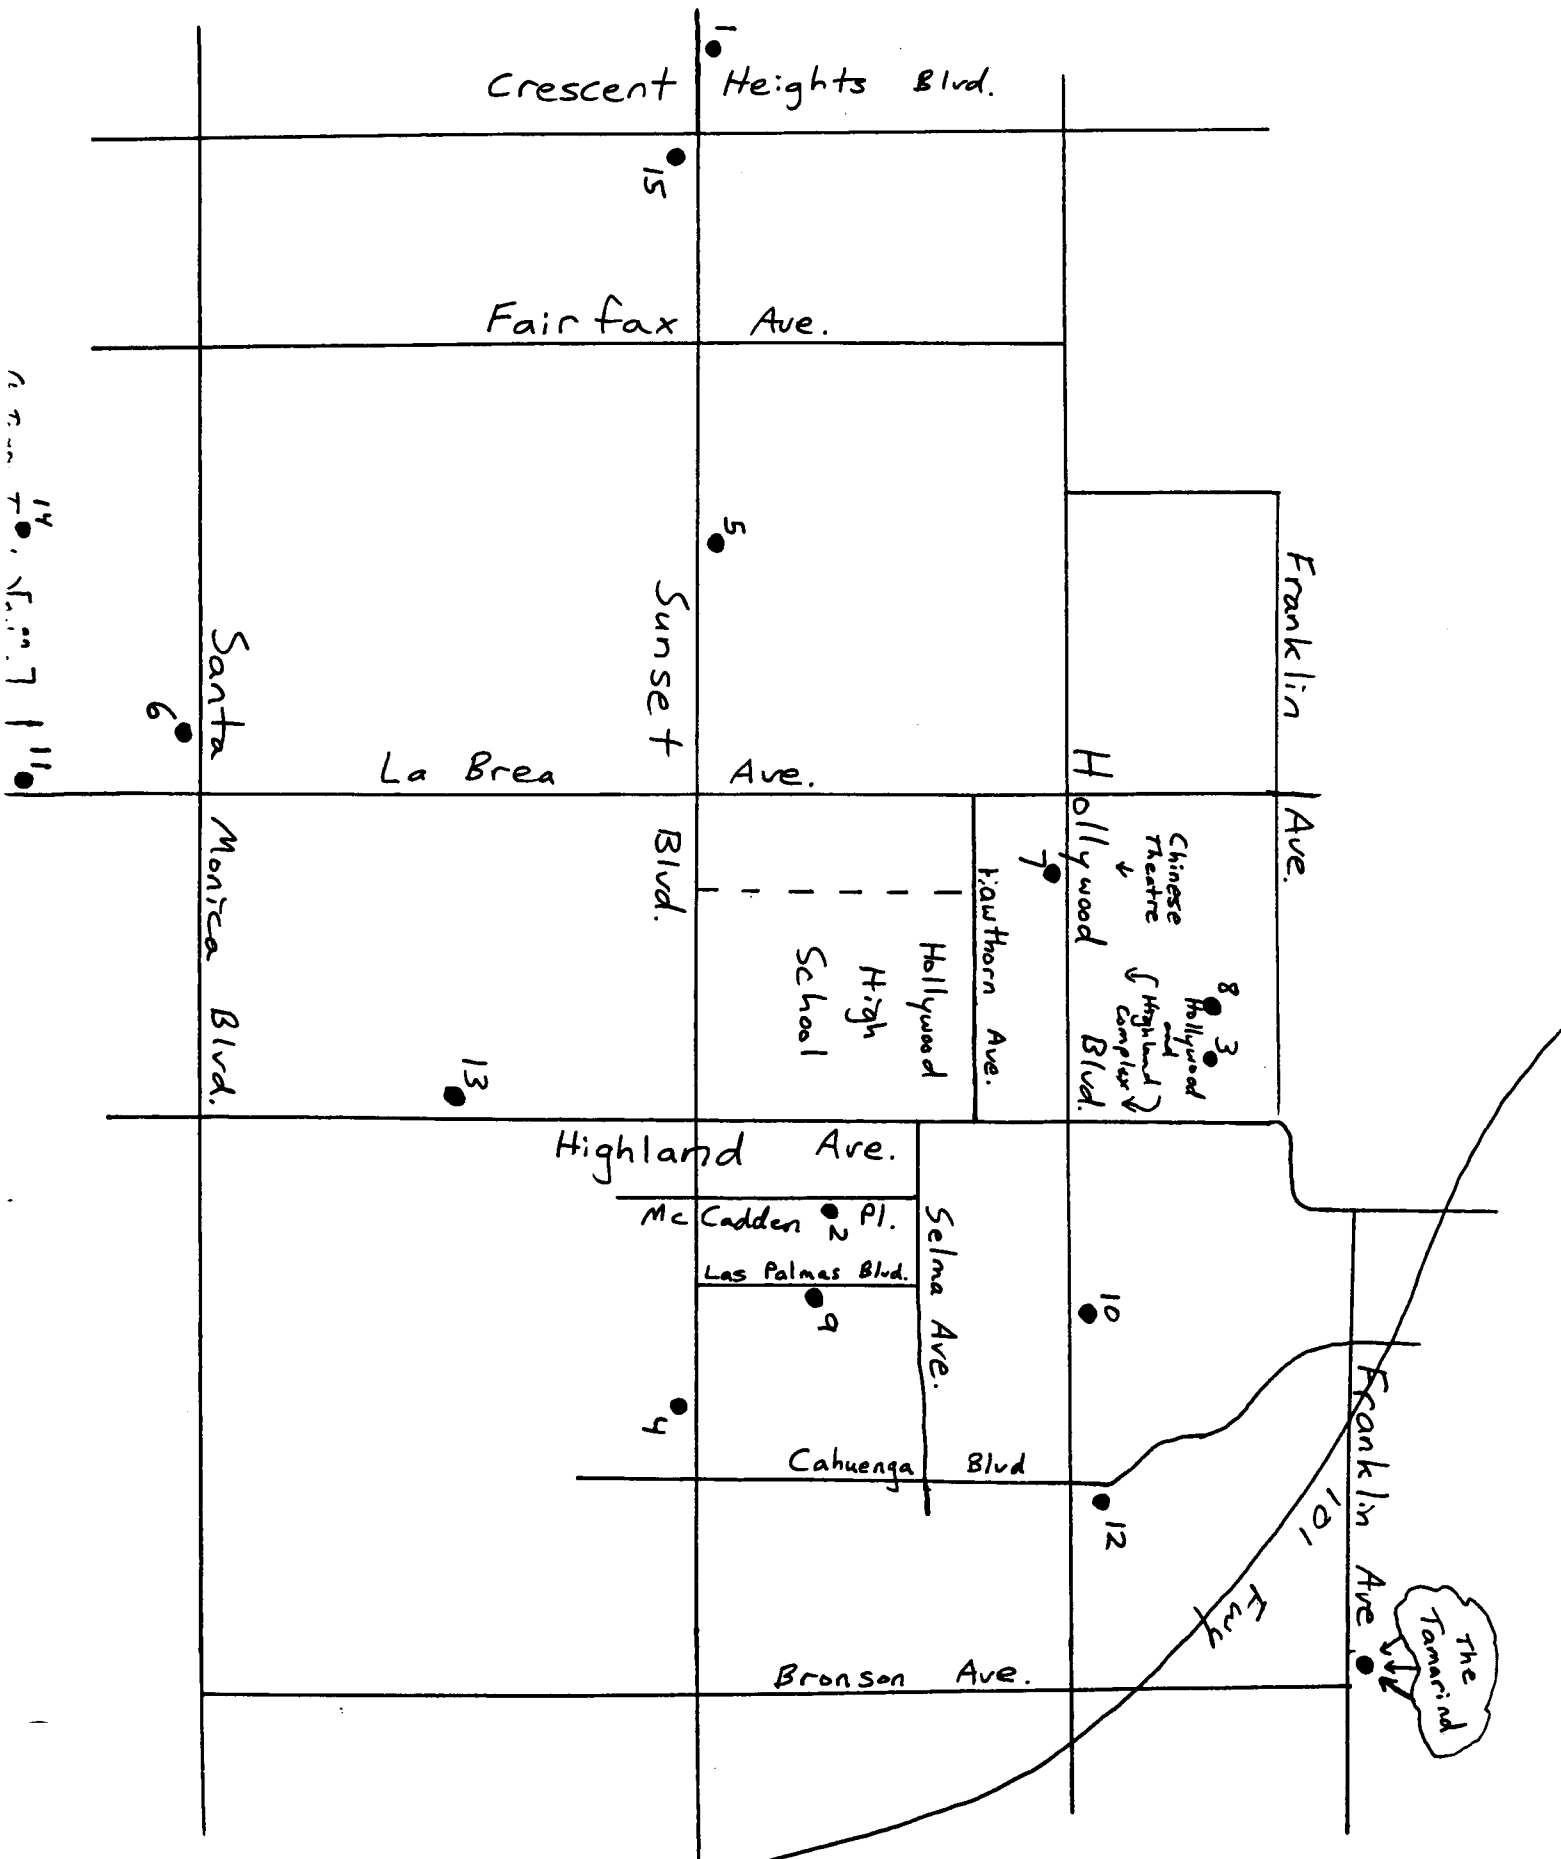 1
Crescent Heights Blvd.
15
Fairfax Ave.
14
5
Franklin Ave.
Sunset Blvd.
Santa Monica Blvd.
6
11
La Brea Ave.
Hollywood Blvd.
7
Chinese
Theatre
Hawthorn Ave.
Hollywood
High
School
8
3
Hollywood
and
Highland
Complex
13
Highland Ave.
McCadden Pl.
2
Selma Ave.
Las Palmas Blvd.
9
10
4
Cahuenga Blvd
12
Franklin Ave
101 Fwy
The
Tamarind
Bronson Ave.